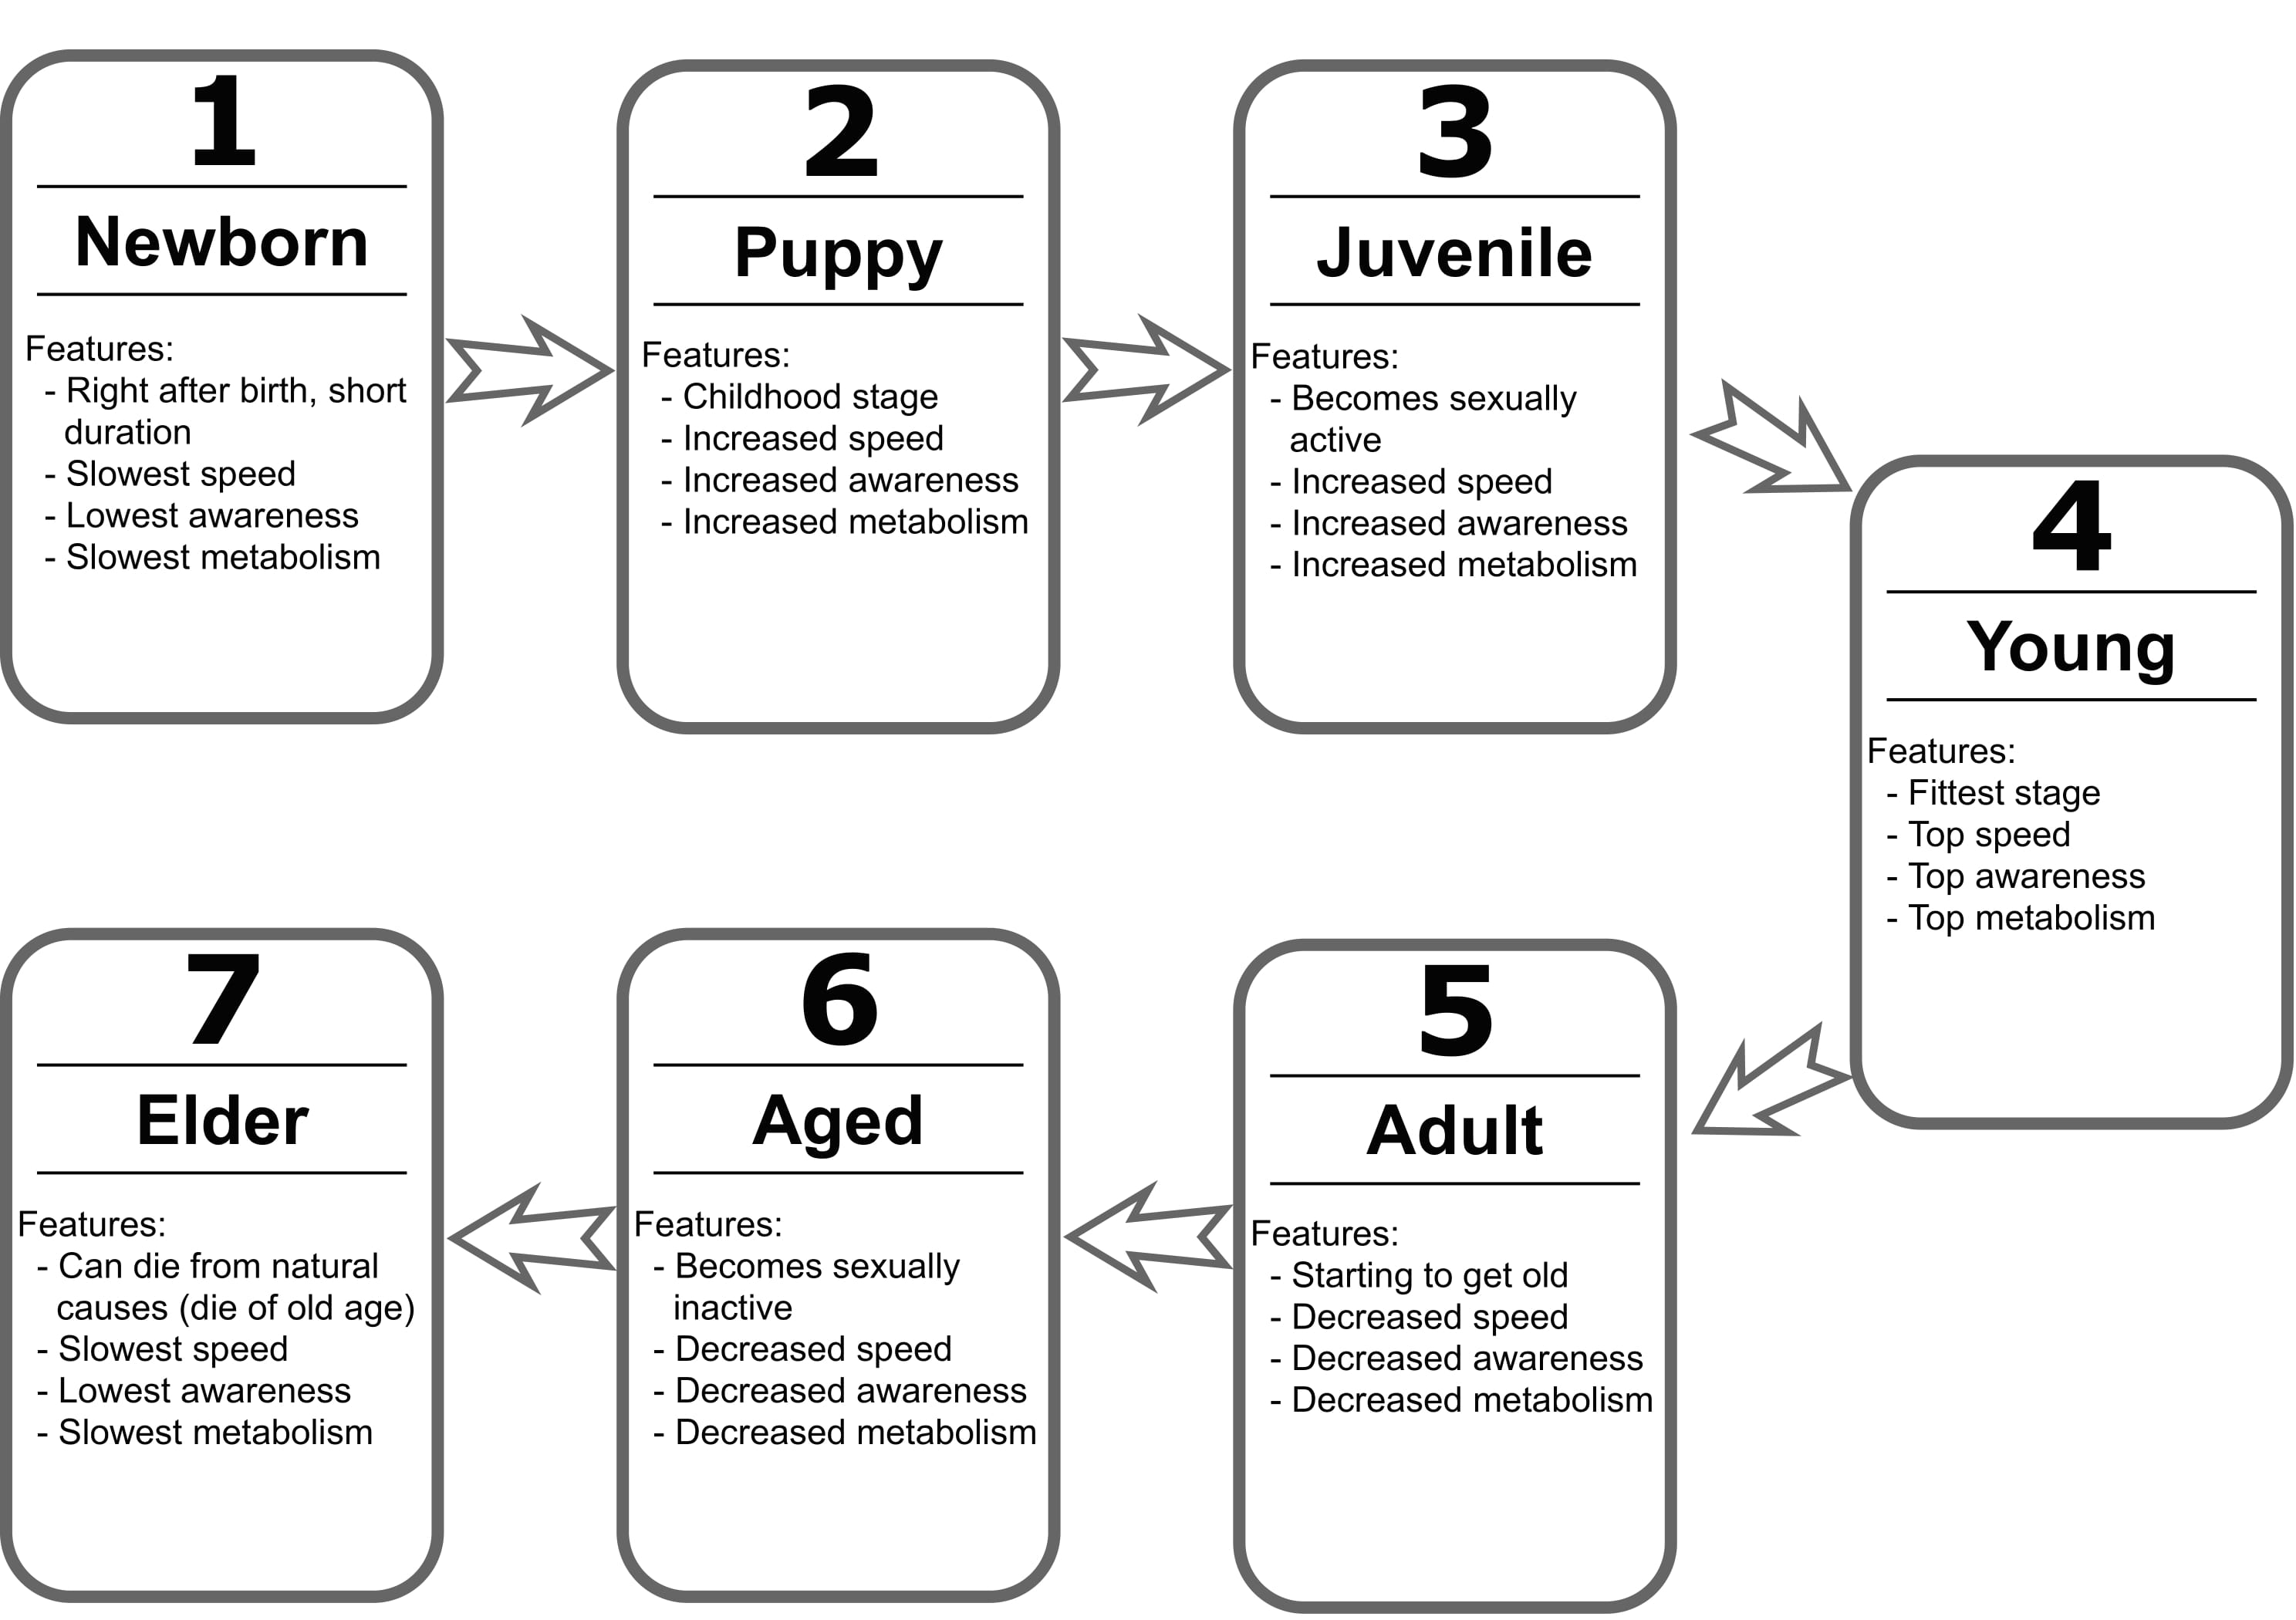 1
Newborn
Features:
- Right after birth, short
duration
- Slowest speed
- Lowest awareness
- Slowest metabolism
2
Puppy
Features:
- Childhood stage
- Increased speed
- Increased awareness
- Increased metabolism
3
Juvenile
Features:
- Becomes sexually
active
- Increased speed
- Increased awareness
- Increased metabolism
4
Young
Features:
- Fittest stage
- Top speed
- Top awareness
- Top metabolism
5
Adult
Features:
- Starting to get old
- Decreased speed
- Decreased awareness
- Decreased metabolism
6
Aged
Features:
- Becomes sexually
inactive
- Decreased speed
- Decreased awareness
- Decreased metabolism
7
Elder
Features:
- Can die from natural
causes (die of old age)
- Slowest speed
- Lowest awareness
- Slowest metabolism